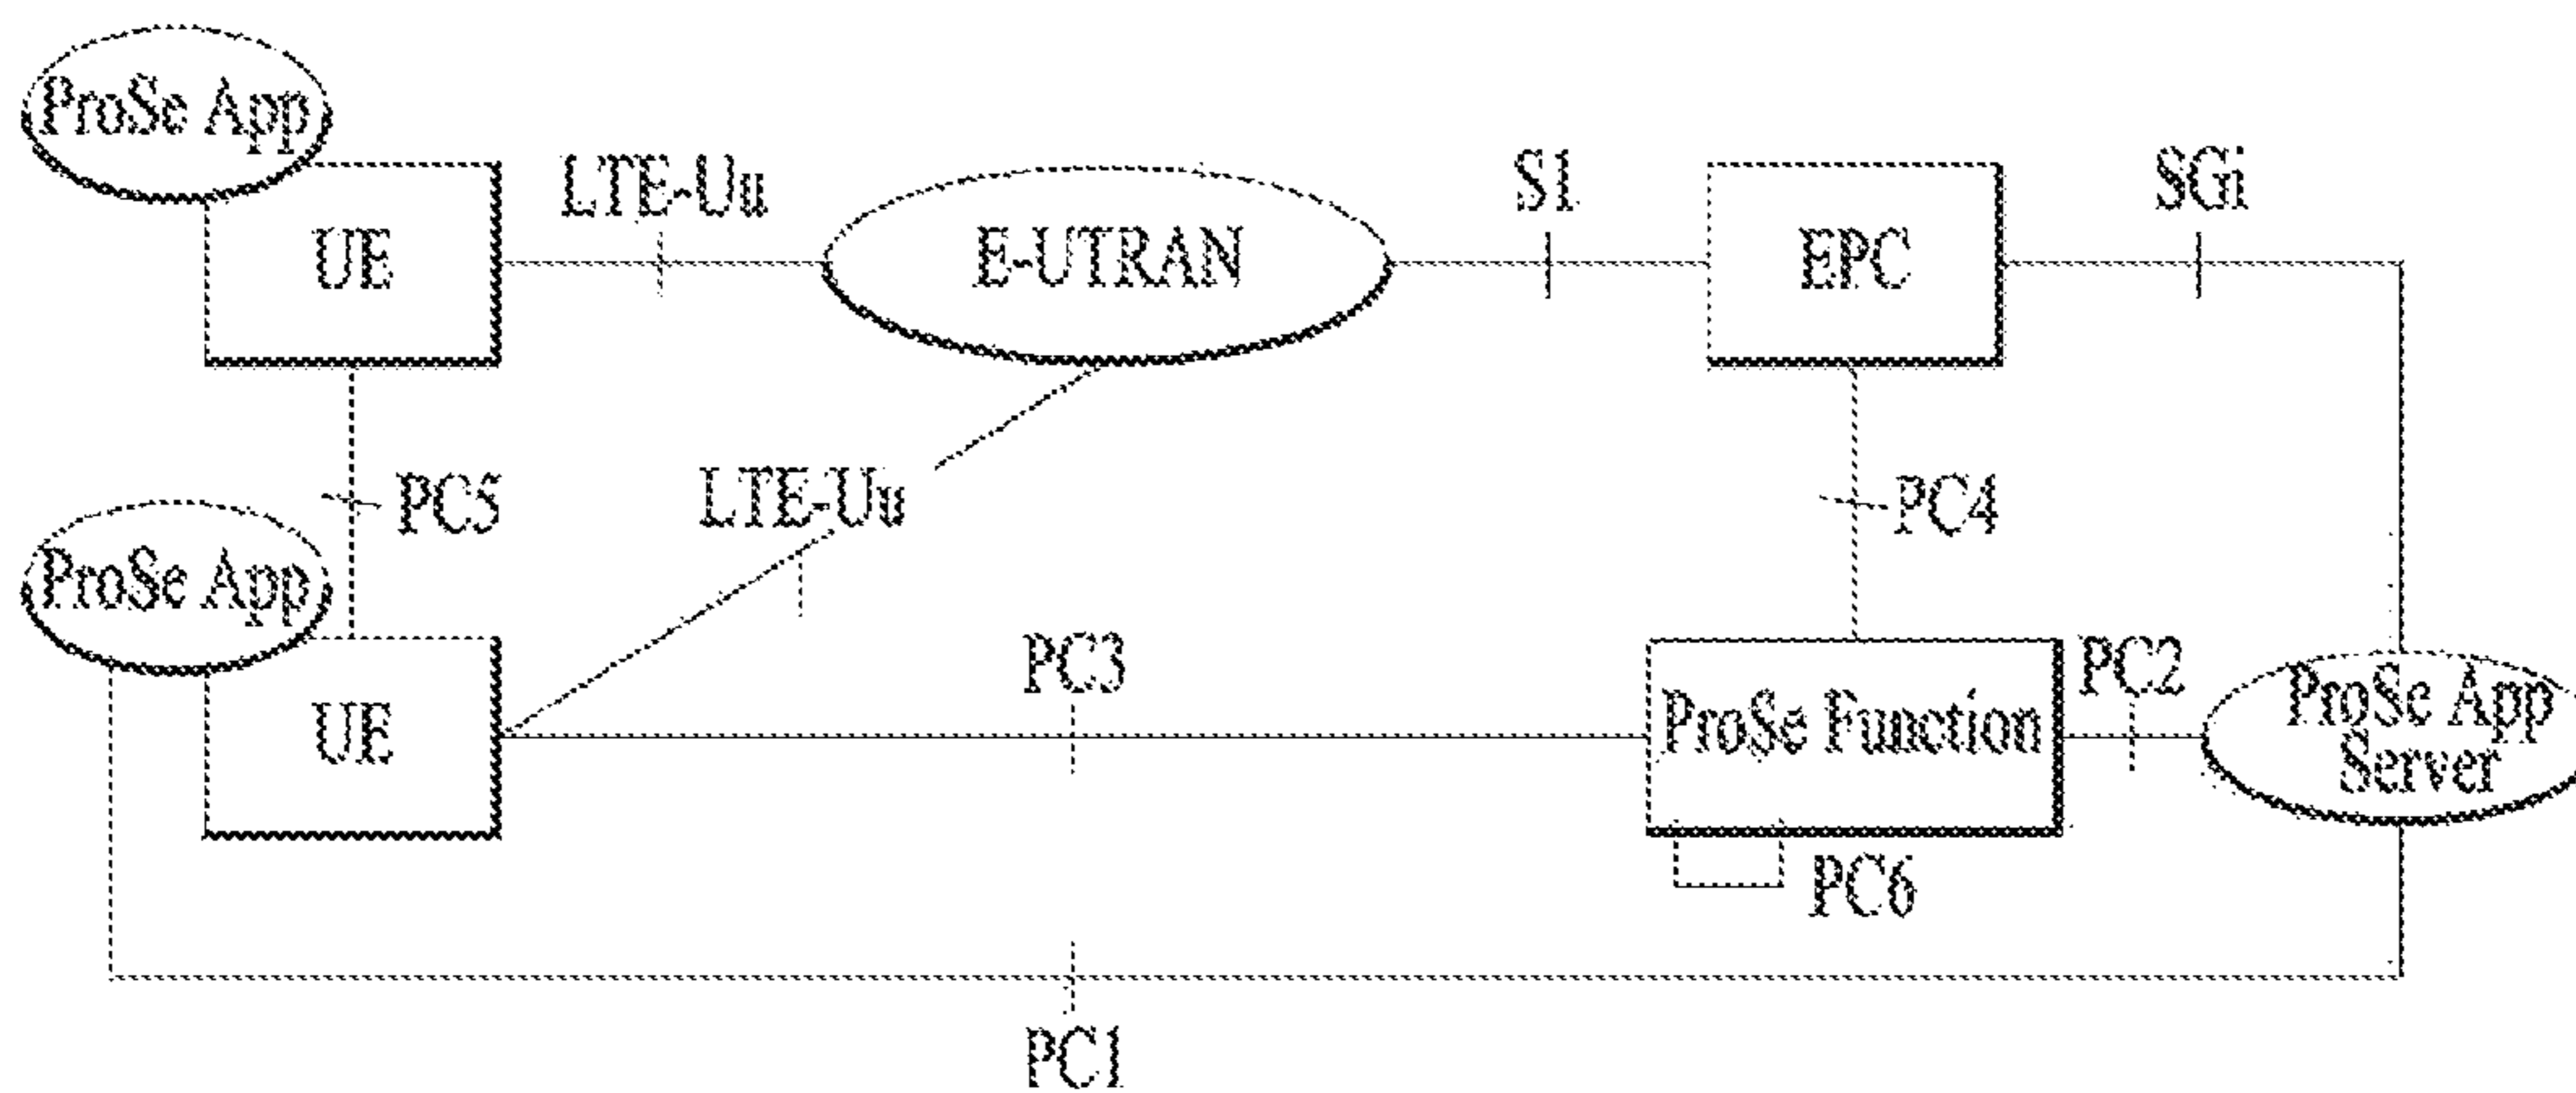 ProSe App
LTE-Uu
S1
SGi
UE
E-UTRAN
EPC
LTE-Uu
PC5
PC4
ProSe App
PC3
PC2
ProSe App
Server
UE
ProSe Function
PC6
PC1